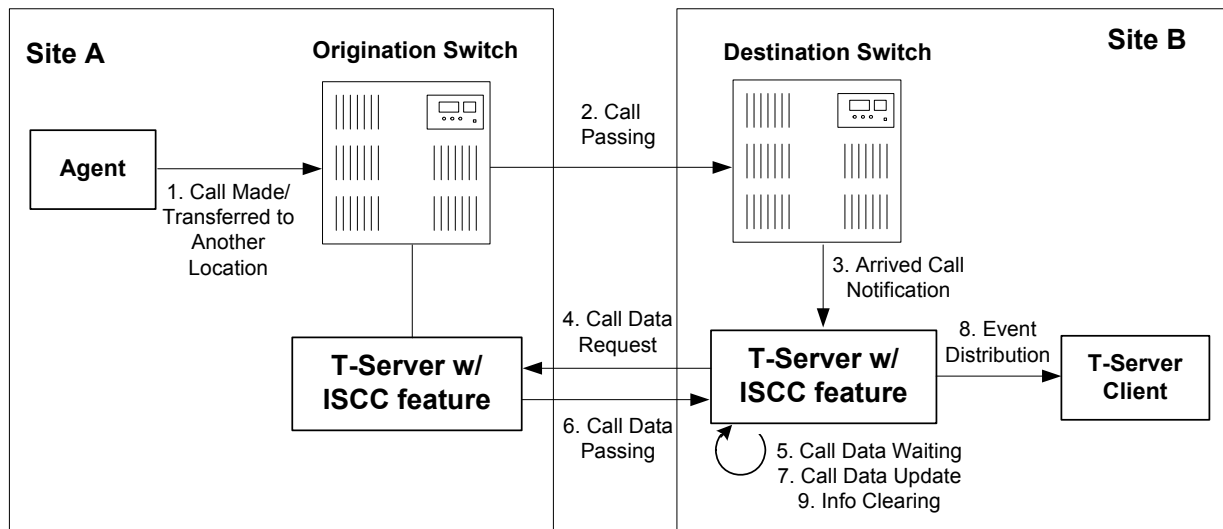 Site A
Origination Switch
Agent
1. Call Made/
Transferred to
Another
Location
2. Call
Passing
Site B
Destination Switch
3. Arrived Call
Notification
4. Call Data
Request
T-Server w/
ISCC feature
6. Call Data
Passing
T-Server w/
ISCC feature
8. Event
Distribution
T-Server
Client
5. Call Data Waiting
7. Call Data Update
9. Info Clearing